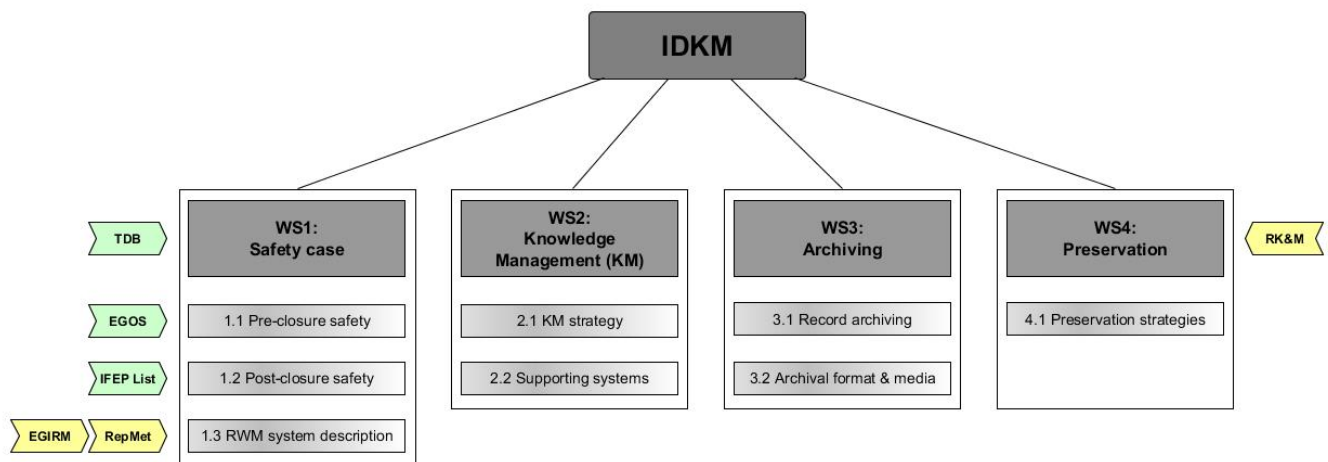 IDKM
WS1:
Safety case
WS2:
Knowledge
Management (KM)
WS3:
Archiving
WS4:
Preservation
TDB
RK&M
EGOS
1.1 Pre-closure safety
2.1 KM strategy
3.1 Record archiving
4.1 Preservation strategies
IFEP List
1.2 Post-closure safety
2.2 Supporting systems
3.2 Archival format & media
EGIRM
RepMet
1.3 RWM system description